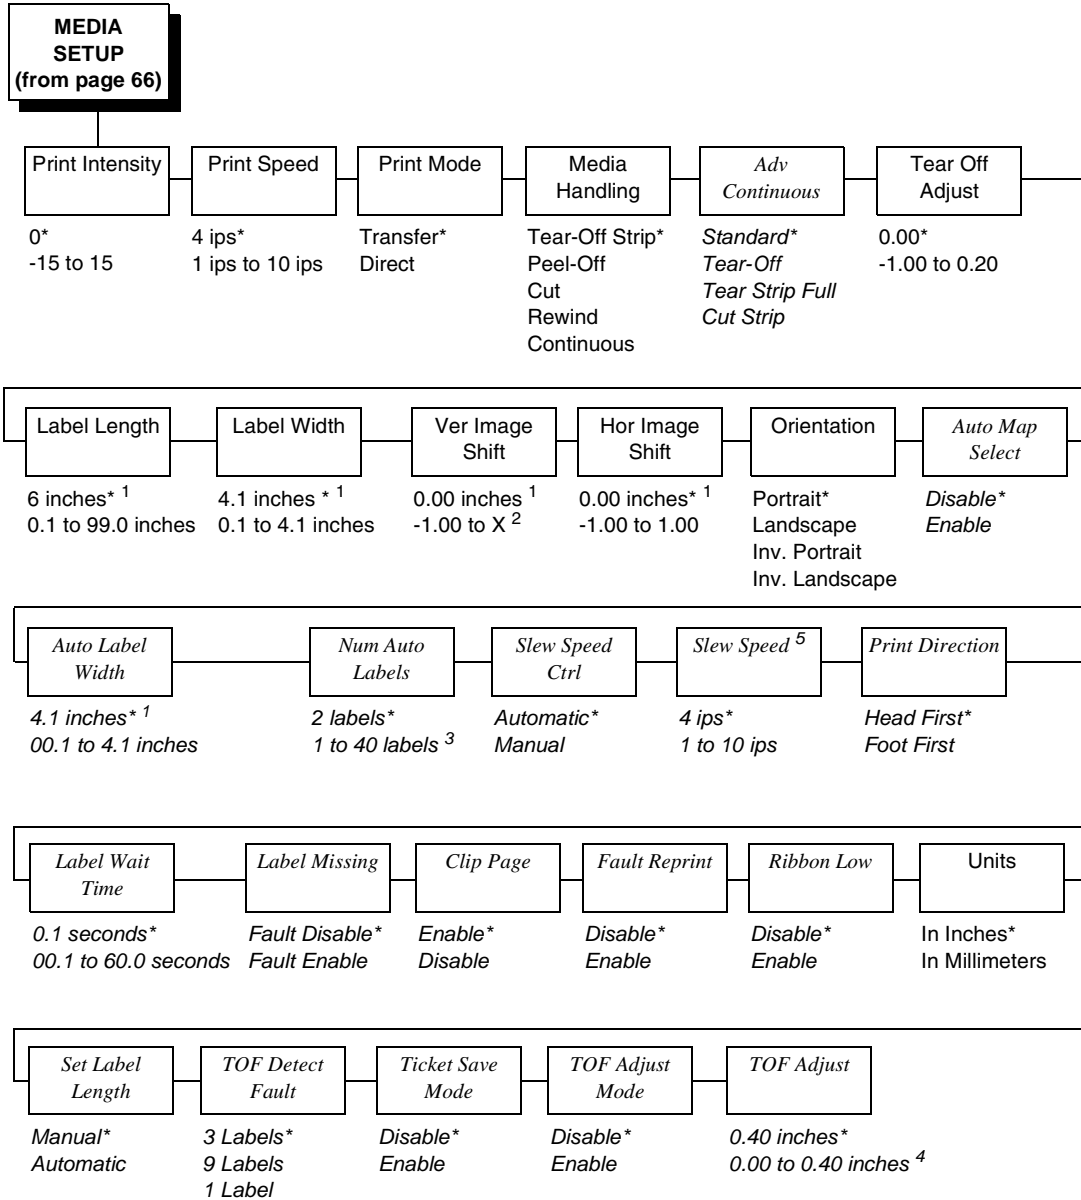 MEDIA
SETUP
(from page 66)
Print Intensity
0*
-15 to 15
Print Speed
4 ips*
1 ips to 10 ips
Print Mode
Transfer*
Direct
Media
Handling
Tear-Off Strip*
Peel-Off
Cut
Rewind
Continuous
Adv
Continuous
Standard*
Tear-Off
Tear Strip Full
Cut Strip
Tear Off
Adjust
0.00*
-1.00 to 0.20
Label Length
6 inches* 1
0.1 to 99.0 inches
Label Width
4.1 inches * 1
0.1 to 4.1 inches
Ver Image
Shift
0.00 inches 1
-1.00 to X 2
Hor Image
Shift
0.00 inches* 1
-1.00 to 1.00
Orientation
Portrait*
Landscape
Inv. Portrait
Inv. Landscape
Auto Map
Select
Disable*
Enable
Auto Label
Width
4.1 inches* 1
00.1 to 4.1 inches
Num Auto
Labels
2 labels*
1 to 40 labels 3
Slew Speed
Ctrl
Automatic*
Manual
Slew Speed 5
4 ips*
1 to 10 ips
Print Direction
Head First*
Foot First
Label Wait
Time
0.1 seconds*
00.1 to 60.0 seconds
Label Missing
Fault Disable*
Fault Enable
Clip Page
Enable*
Disable
Fault Reprint
Disable*
Enable
Ribbon Low
Disable*
Enable
Units
In Inches*
In Millimeters
Set Label
Length
Manual*
Automatic
TOF Detect
Fault
3 Labels*
9 Labels
1 Label
Ticket Save
Mode
Disable*
Enable
TOF Adjust
Mode
Disable*
Enable
TOF Adjust
0.40 inches*
0.00 to 0.40 inches 4